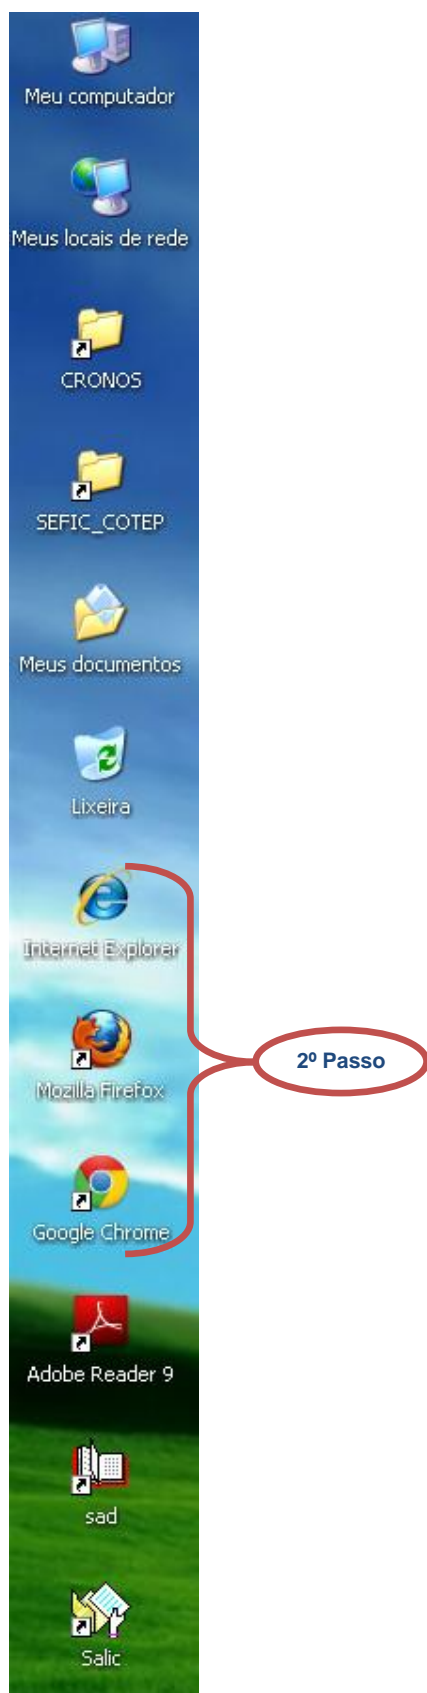 Meu computador
Meus locais de rede
CRONOS
SEFIC_COTEP
Meus documentos
Lixeira
Internet Explorer
Mozilla Firefox
2º Passo
Google Chrome
Adobe Reader 9
sad
Salic